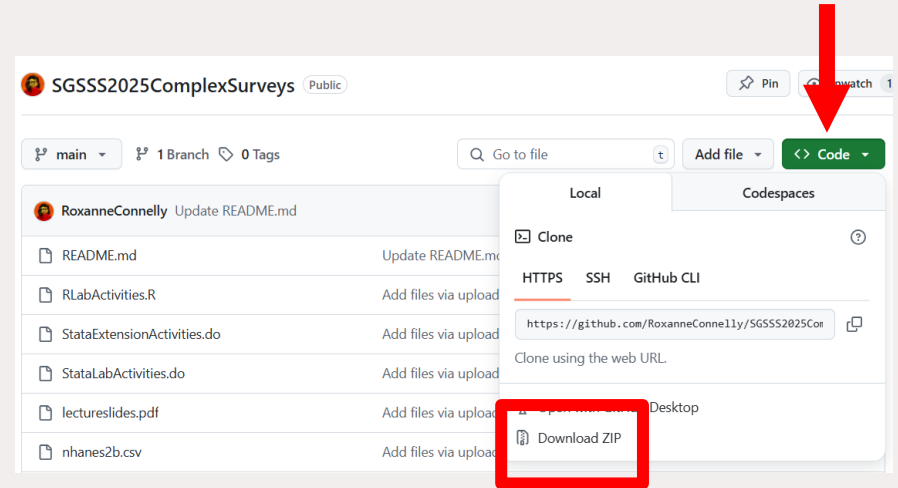 SGSSS2025ComplexSurveys Public
Pin
watch 1
main 1 Branch 0 Tags
Go to file t
Add file
<> Code
Local Codespaces
RoxanneConnelly Update README.md
Clone
README.md Update README.m
HTTPS SSH GitHub CLI
RLabActivities.R Add files via upload
https://github.com/RoxanneConnelly/SGSSS2025Com
StataExtensionActivities.do Add files via upload
Clone using the web URL.
StataLabActivities.do Add files via upload
lectureslides.pdf Add files via upload
Desktop
Download ZIP
nhanes2b.csv Add files via upload